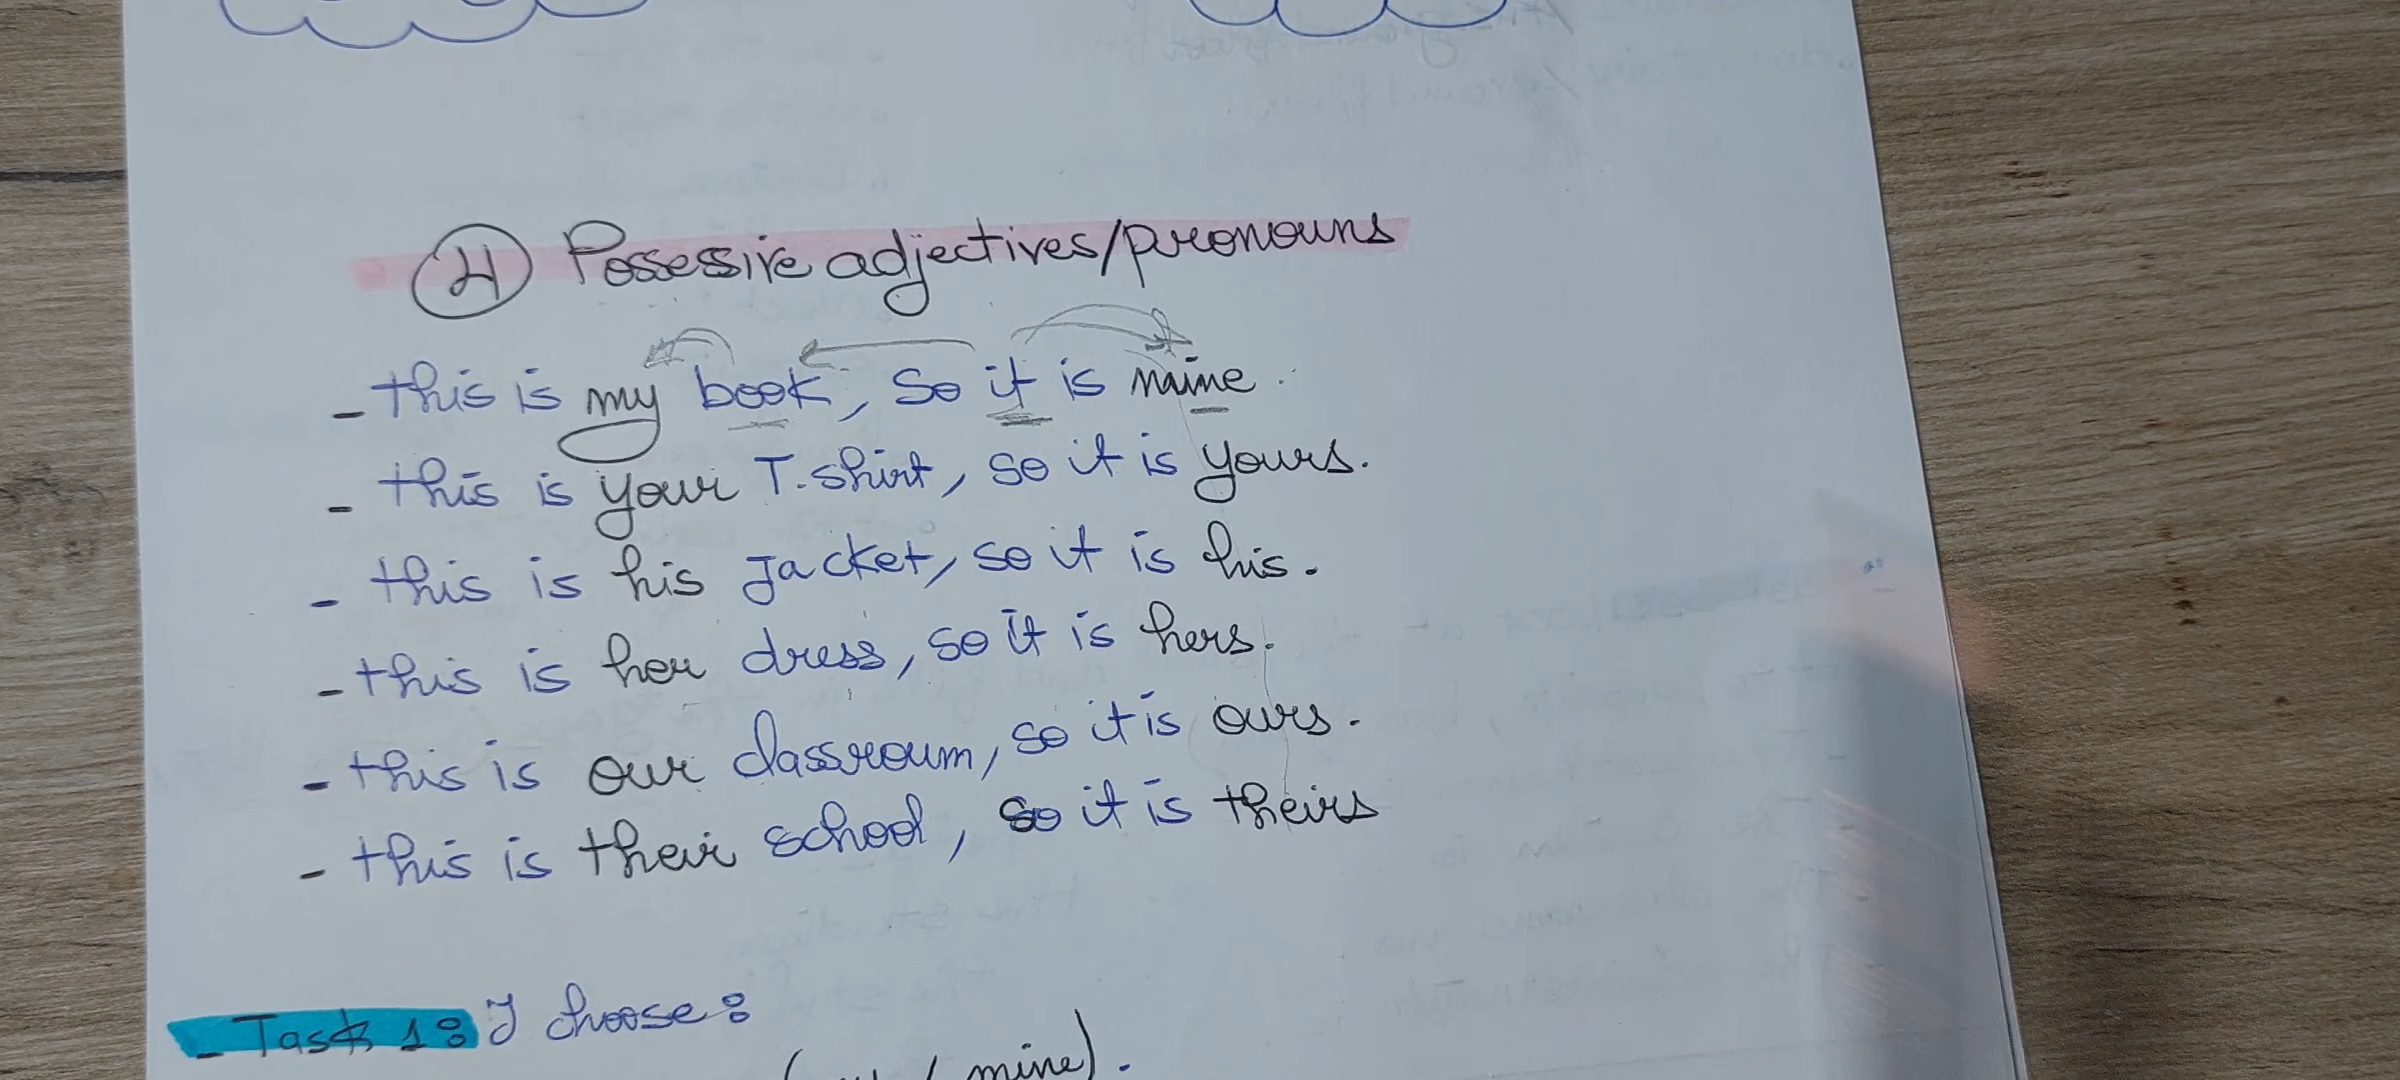 4 Possessive adjectives/pronouns
- this is my book, so it is maine.
- this is your T.shirt, so it is yours.
- this is his Jacket, so it is his.
- this is her dress, so it is hers.
- this is our classroum, so it is ours.
- this is their school, so it is theirs
- Task 1: I choose:
/ mine).